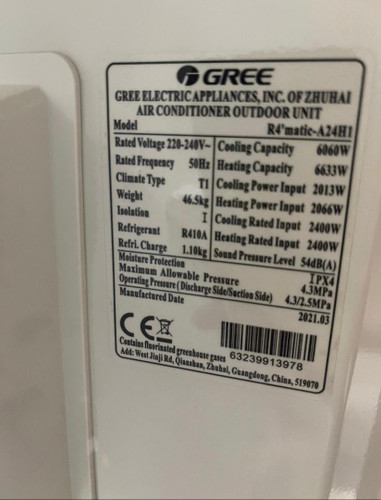 GREE
GREE ELECTRIC APPLIANCES, INC. OF ZHUHAI
AIR CONDITIONER OUTDOOR UNIT
Model R4'matic-A24H1
Rated Voltage 220-240V~ Cooling Capacity 6060W
Rated Frequency 50Hz Heating Capacity 6633W
Climate Type T1 Cooling Power Input 2013W
Weight 46.5kg Heating Power Input 2066W
Isolation I Cooling Rated Input 2400W
Refrigerant R410A Heating Rated Input 2400W
Refri. Charge 1.10kg Sound Pressure Level 54dB(A)
Moisture Protection IPX4
Maximum Allowable Pressure 4.3MPa
Operating Pressure(Discharge Side/Suction Side) 4.3/2.5MPa
Manufactured Date 2021.03
CE
63239913978
Contains fluorinated greenhouse gases
Add: West Jinji Rd, Qianshan, Zhuhai, Guangdong, China, 519070